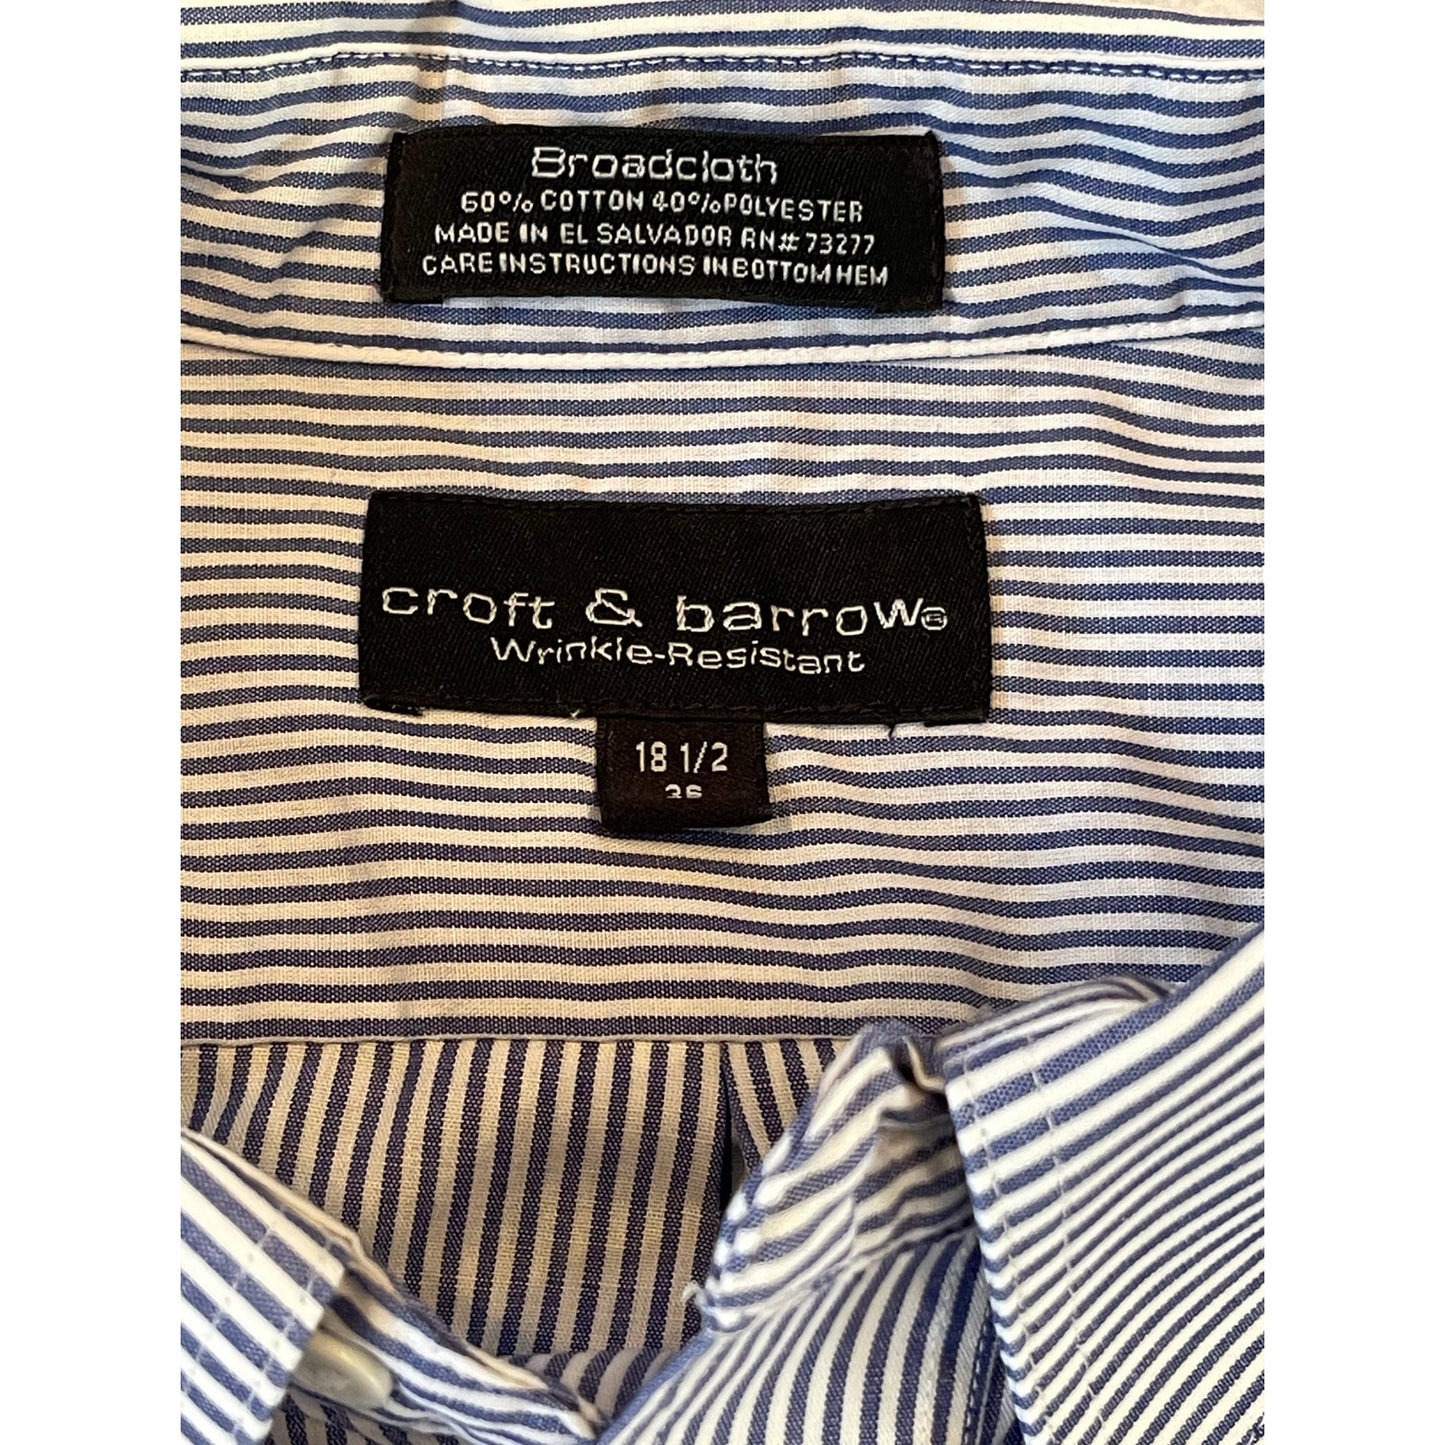 Broadcloth
60% COTTON 40% POLYESTER
MADE IN EL SALVADOR RN# 73277
CARE INSTRUCTIONS IN BOTTOM HEM
croft & barrow®
Wrinkle-Resistant
18 1/2
36